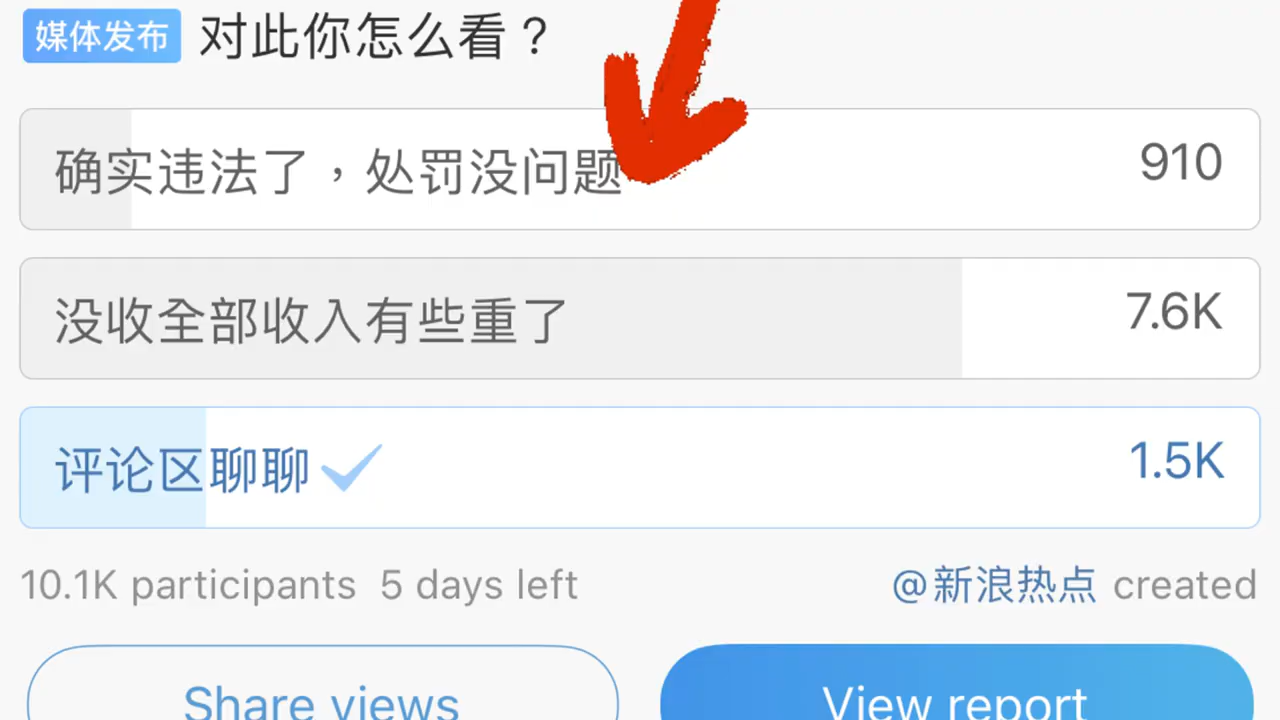 媒体发布 对此你怎么看？
确实违法了，处罚没问题 910
没收全部收入有些重了 7.6K
评论区聊聊 1.5K
10.1K participants 5 days left @新浪热点 created
Share views View report